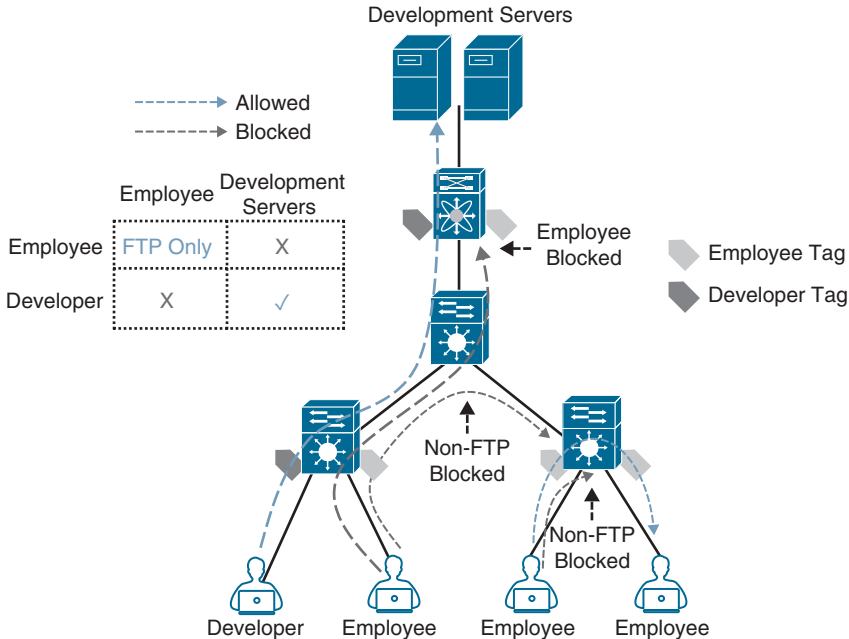 Development Servers
Allowed
Blocked
Employee
Development
Servers
Employee
FTP Only
X
Developer
X
✓
Employee
Blocked
Employee Tag
Developer Tag
Non-FTP
Blocked
Non-FTP
Blocked
Developer
Employee
Employee
Employee